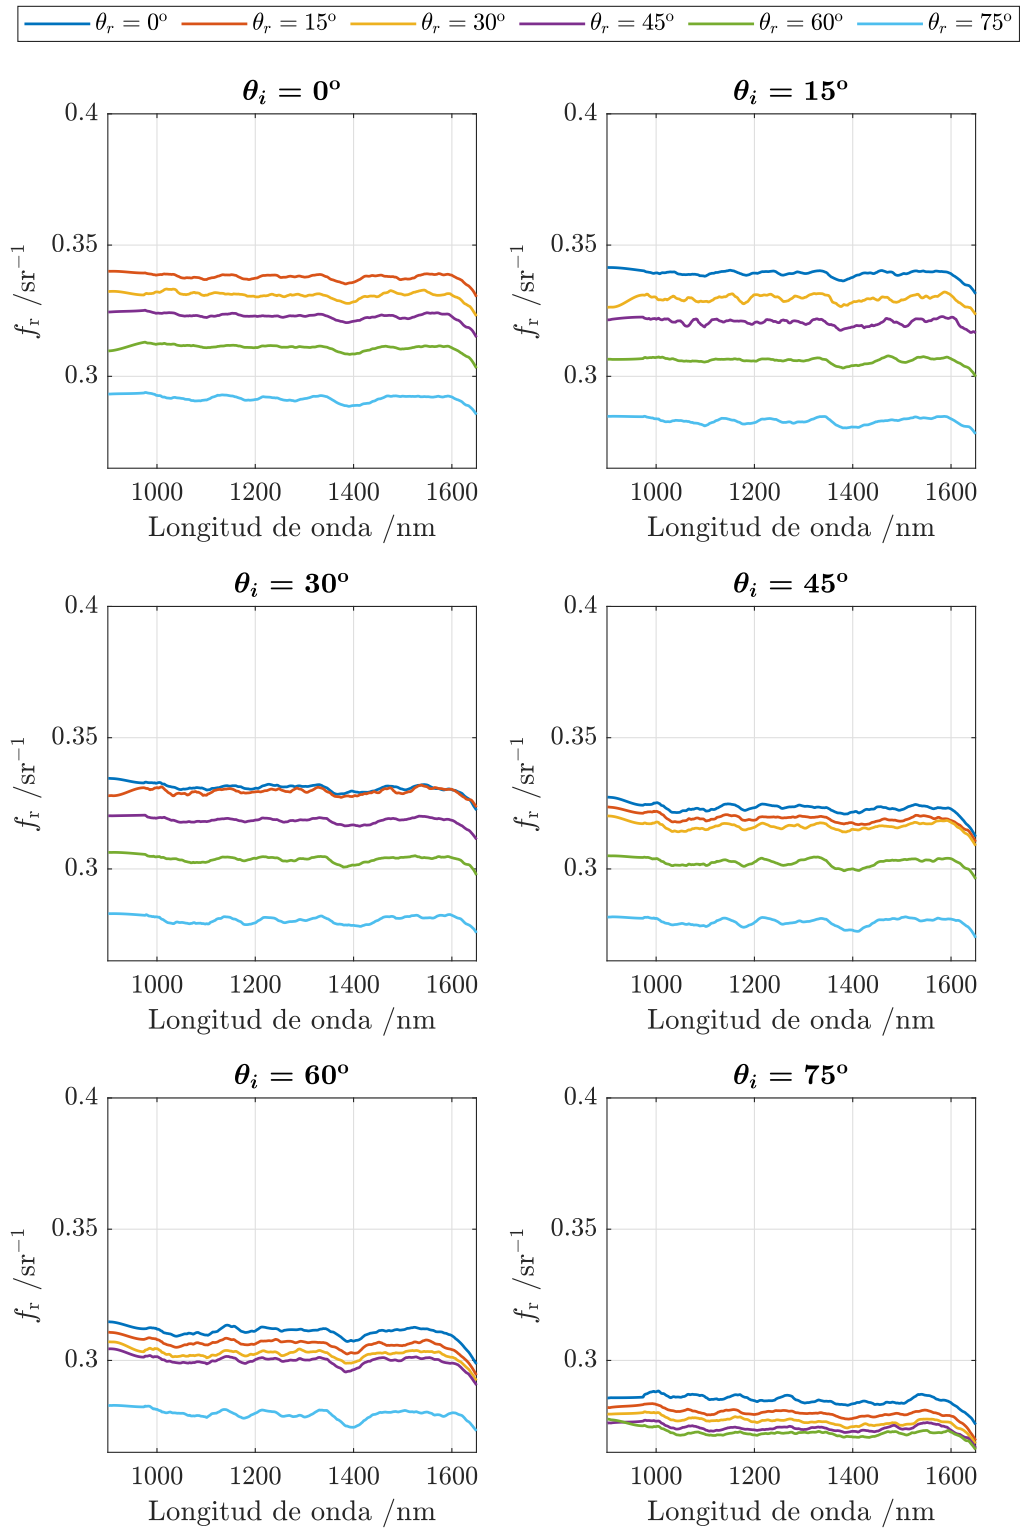 θr = 0º θr = 15º θr = 30º θr = 45º θr = 60º θr = 75º
θi = 0º
0.4
0.35
0.3
fr /sr−1
1000 1200 1400 1600
Longitud de onda /nm
θi = 15º
0.4
0.35
0.3
fr /sr−1
1000 1200 1400 1600
Longitud de onda /nm
θi = 30º
0.4
0.35
0.3
fr /sr−1
1000 1200 1400 1600
Longitud de onda /nm
θi = 45º
0.4
0.35
0.3
fr /sr−1
1000 1200 1400 1600
Longitud de onda /nm
θi = 60º
0.4
0.35
0.3
fr /sr−1
1000 1200 1400 1600
Longitud de onda /nm
θi = 75º
0.4
0.35
0.3
fr /sr−1
1000 1200 1400 1600
Longitud de onda /nm